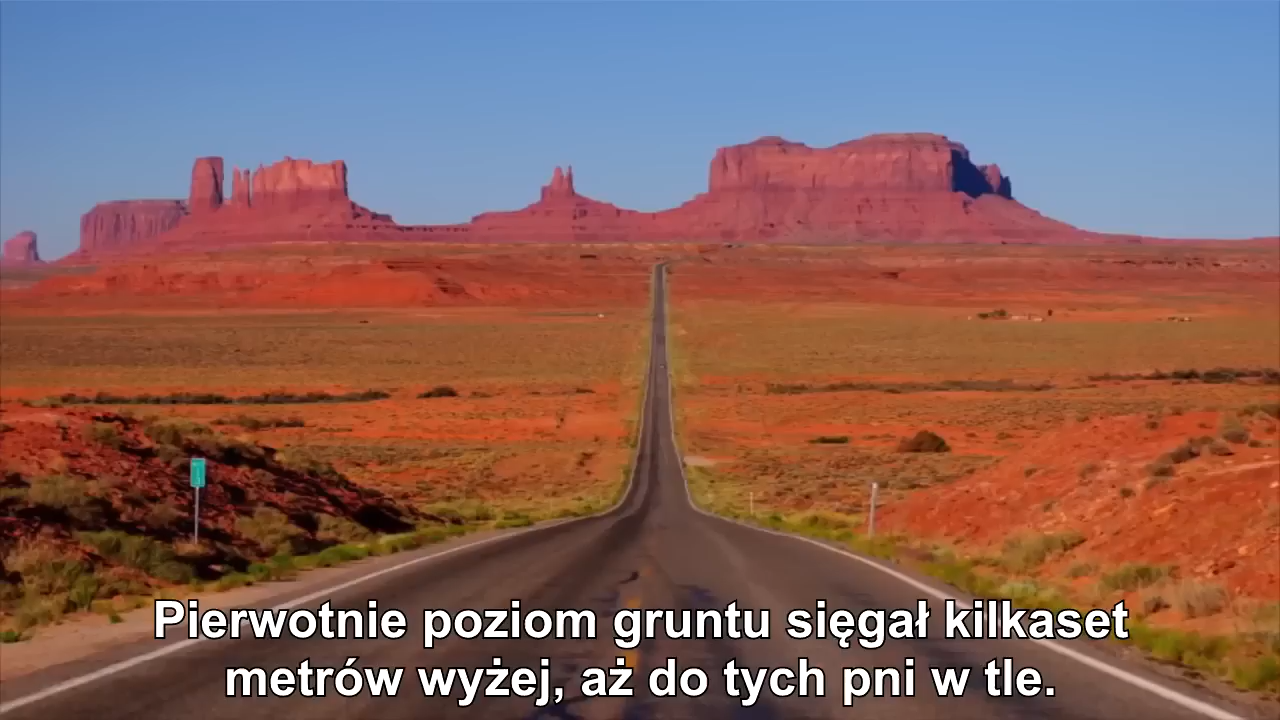 Pierwotnie poziom gruntu sięgał kilkaset
metrów wyżej, aż do tych pni w tle.